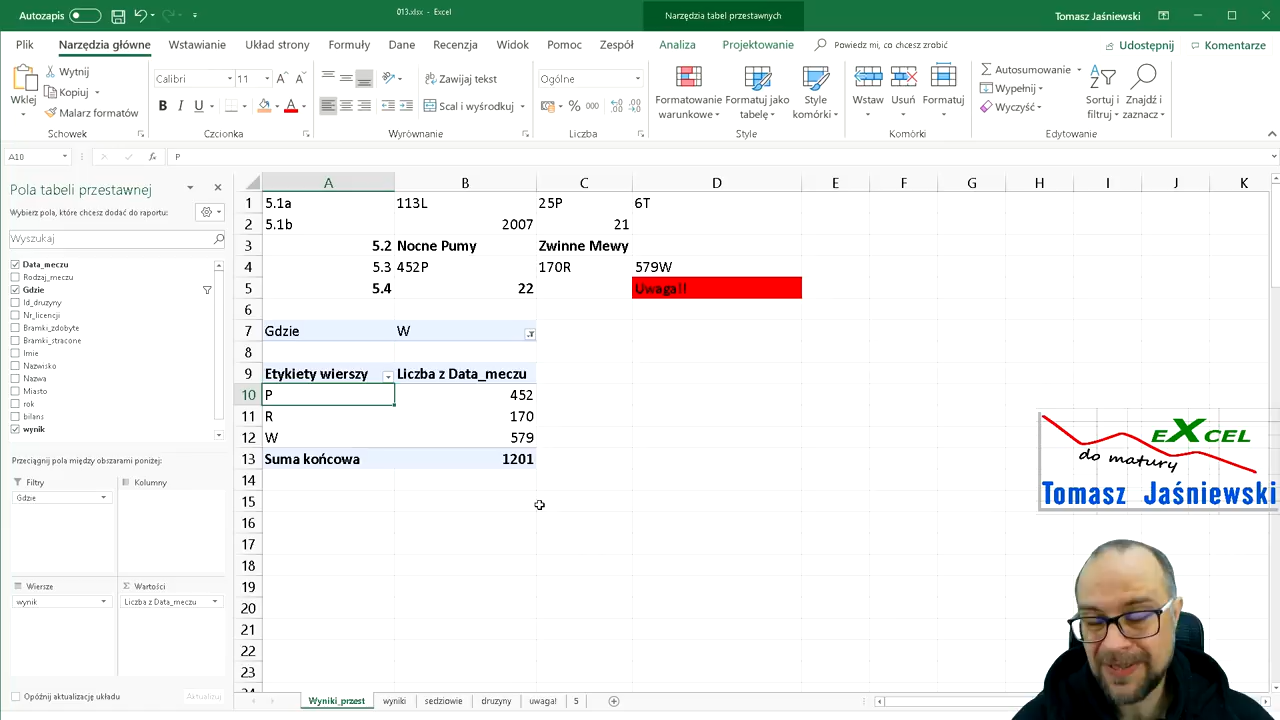 Autozapis
013.xlsx - Excel
Narzędzia tabel przestawnych
Tomasz Jaśniewski
Plik Narzędzia główne Wstawianie Układ strony Formuły Dane Recenzja Widok Pomoc Zespół Analiza Projektowanie Powiedz mi, co chcesz zrobić Udostępnij Komentarze
Wklej
Wytnij
Kopiuj
Malarz formatów
Schowek
Calibri 11
B I U
Czcionka
Zawijaj tekst
Scal i wyśrodkuj
Wyrównanie
Ogólne
% 000
Liczba
Formatowanie warunkowe
Formatuj jako tabelę
Style komórki
Style
Wstaw Usuń Formatuj
Komórki
Autosumowanie
Wypełnij
Wyczyść
Sortuj i filtruj
Znajdź i zaznacz
Edytowanie
A10 fx P
Pola tabeli przestawnej
Wybierz pola, które chcesz dodać do raportu:
Wyszukaj
Data_meczu
Rodzaj_meczu
Gdzie
Id_druzyny
Nr_licencji
Bramki_zdobyte
Bramki_stracone
Imie
Nazwisko
Nazwa
Miasto
rok
bilans
wynik
Przeciągnij pola między obszarami poniżej:
Filtry Kolumny
Gdzie
Wiersze Σ Wartości
wynik Liczba z Data_meczu
Opóźnij aktualizację układu Aktualizuj
A B C D E F G H I J K
1 5.1a 113L 25P 6T
2 5.1b 2007 21
3 5.2 Nocne Pumy Zwinne Mewy
4 5.3 452P 170R 579W
5 5.4 22 Uwaga!!
6
7 Gdzie W
8
9 Etykiety wierszy Liczba z Data_meczu
10 P 452
11 R 170
12 W 579
13 Suma końcowa 1201
14
15
16
17
18
19
20
21
22
23
EXCEL
do matury
Tomasz Jaśniewski
Wyniki_przest wyniki sedziowie druzyny uwaga! 5